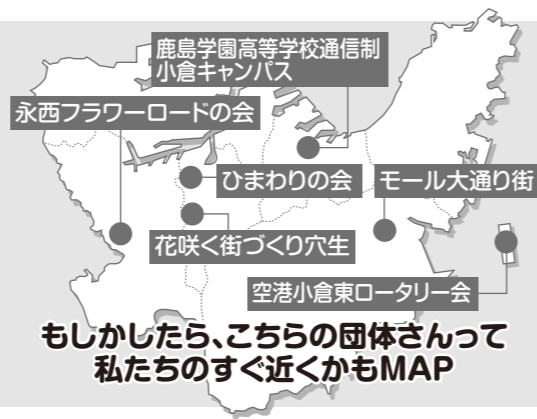 鹿島学園高等学校通信制
小倉キャンパス
永西フラワーロードの会
ひまわりの会
モール大通り街
花咲く街づくり穴生
空港小倉東ロータリー会
もしかしたら、こちらの団体さんって
私たちのすぐ近くかもMAP